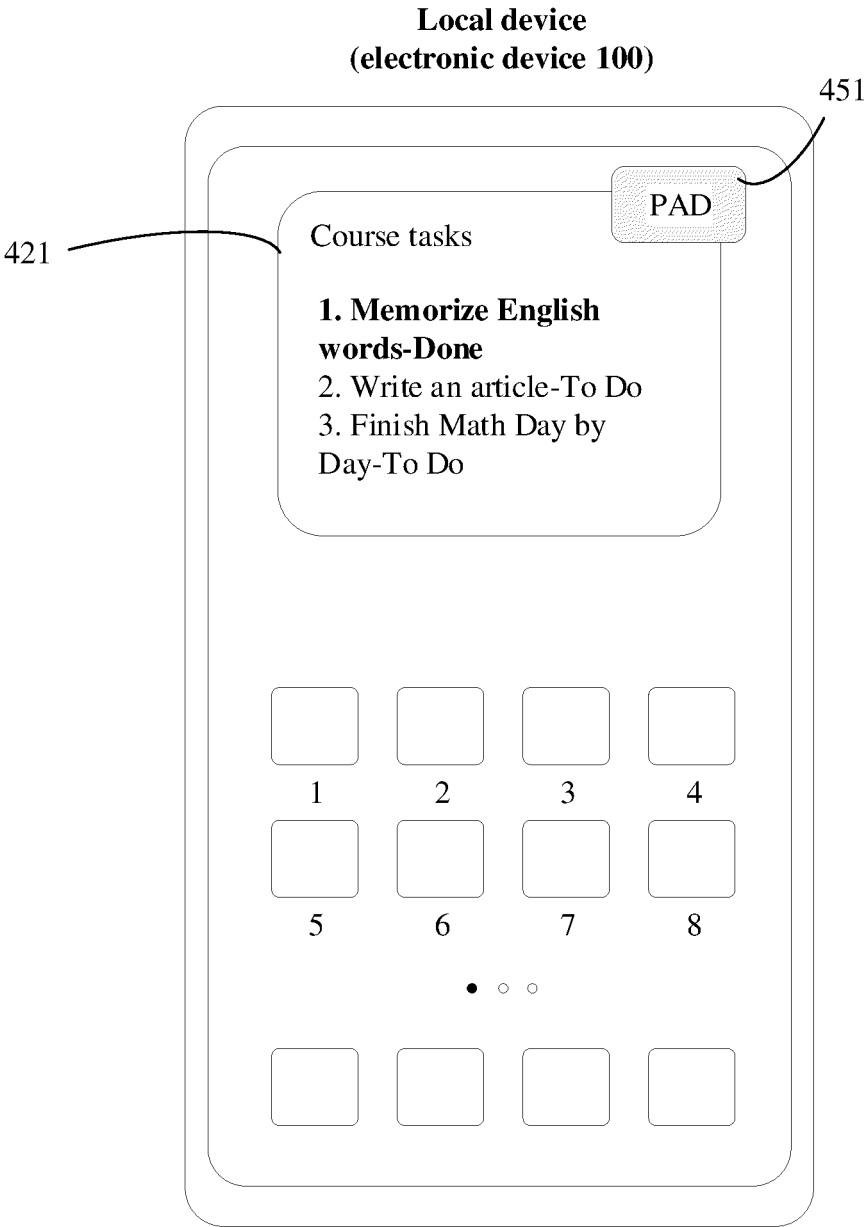 Local device
(electronic device 100)
451
PAD
421
Course tasks
1. Memorize English
words-Done
2. Write an article-To Do
3. Finish Math Day by
Day-To Do
1 2 3 4
5 6 7 8